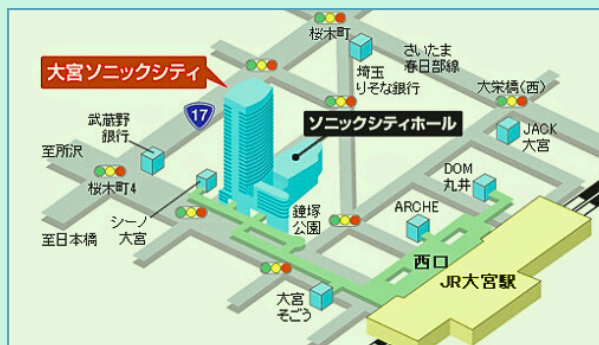 桜木町
さいたま
春日部線
大宮ソニックシティ
埼玉
りそな銀行
大栄橋(西)
17
ソニックシティホール
武蔵野
銀行
JACK
大宮
至所沢
DOM
丸井
桜木町4
シーノ
大宮
鐘塚
公園
ARCHE
至日本橋
西口
JR大宮駅
大宮
そごう